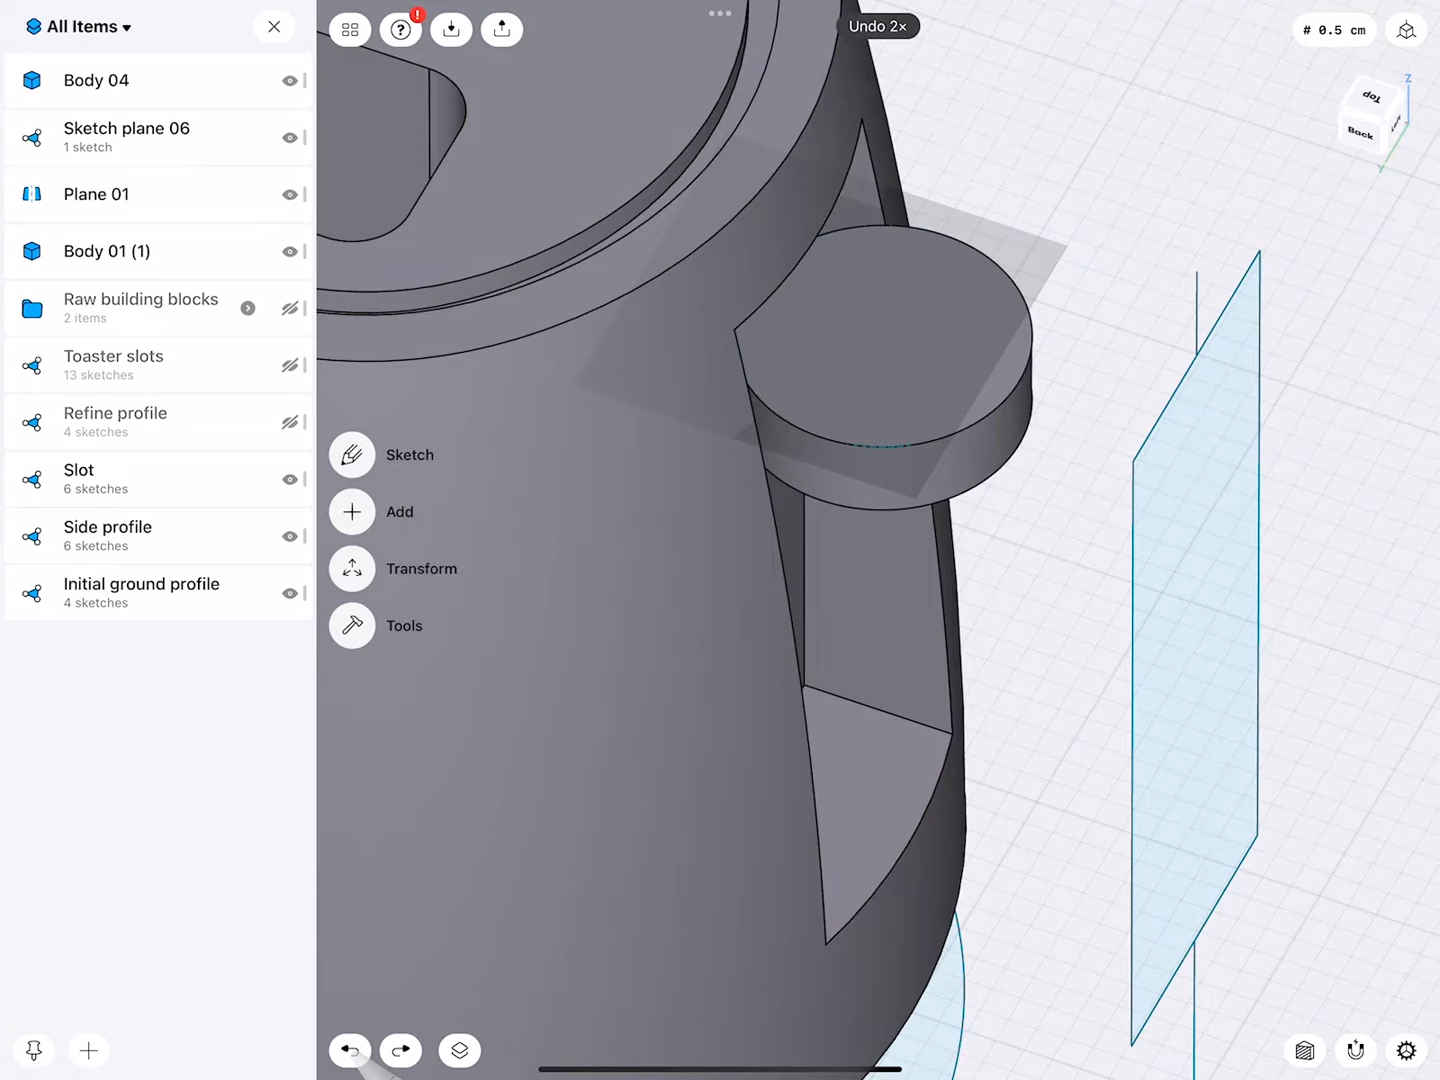 All Items
Undo 2×
# 0.5 cm
Body 04
Sketch plane 06
1 sketch
Plane 01
Body 01 (1)
Raw building blocks
2 items
Toaster slots
13 sketches
Refine profile
4 sketches
Slot
6 sketches
Side profile
6 sketches
Initial ground profile
4 sketches
Sketch
Add
Transform
Tools
Z
Top
Back
Y